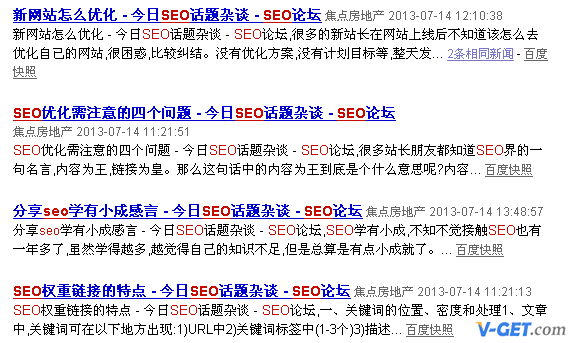 新网站怎么优化 - 今日SEO话题杂谈 - SEO论坛 焦点房地产 2013-07-14 12:10:38
新网站怎么优化 - 今日SEO话题杂谈 - SEO论坛,很多的新站长在网站上线后不知道该怎么去
优化自己的网站,很困惑,比较纠结。没有优化方案,没有计划目标等,整天发... 2条相同新闻 - 百度
快照
SEO优化需注意的四个问题 - 今日SEO话题杂谈 - SEO论坛
焦点房地产 2013-07-14 11:21:51
SEO优化需注意的四个问题 - 今日SEO话题杂谈 - SEO论坛,很多站长朋友都知道SEO界的一
句名言,内容为王,链接为皇。那么这句话中的内容为王到底是个什么意思呢?内容... 百度快照
分享seo学有小成感言 - 今日SEO话题杂谈 - SEO论坛 焦点房地产 2013-07-14 13:48:57
分享seo学有小成感言 - 今日SEO话题杂谈 - SEO论坛,SEO学有小成,不知不觉接触SEO也有
一年多了,虽然学得越多,越觉得自己的知识不足,但是总算是有点小成就了。... 百度快照
SEO权重链接的特点 - 今日SEO话题杂谈 - SEO论坛 焦点房地产 2013-07-14 11:21:13
SEO权重链接的特点 - 今日SEO话题杂谈 - SEO论坛,一、关键词的位置、密度和处理1、文章
中,关键词可在以下地方出现:1)URL中2)关键词标签中(1-3个)3)描述... 百度快照
V-GET.com